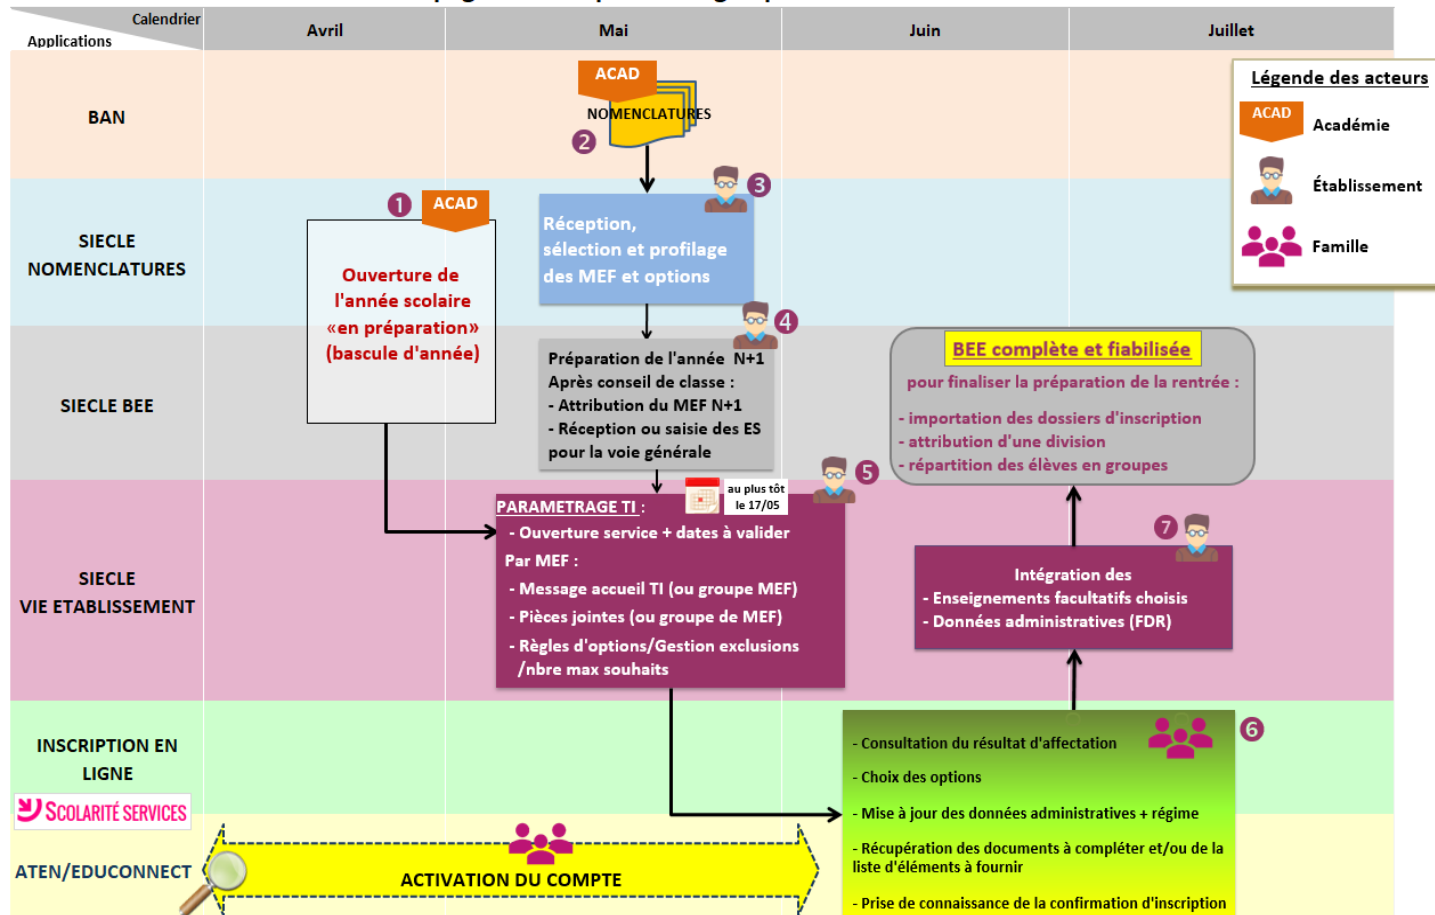 Calendrier
Applications
Avril
Mai
Juin
Juillet
BAN
ACAD
NOMENCLATURES
2
Légende des acteurs
ACAD
Académie
Établissement
Famille
SIECLE
NOMENCLATURES
1
ACAD
Ouverture de
l'année scolaire
«en préparation»
(bascule d'année)
3
Réception,
sélection et profilage
des MEF et options
SIECLE BEE
4
Préparation de l'année N+1
Après conseil de classe :
- Attribution du MEF N+1
- Réception ou saisie des ES
pour la voie générale
BEE complète et fiabilisée
pour finaliser la préparation de la rentrée :
- importation des dossiers d'inscription
- attribution d'une division
- répartition des élèves en groupes
SIECLE
VIE ETABLISSEMENT
5
au plus tôt
le 17/05
PARAMETRAGE TI :
- Ouverture service + dates à valider
Par MEF :
- Message accueil TI (ou groupe MEF)
- Pièces jointes (ou groupe de MEF)
- Règles d'options/Gestion exclusions
/nbre max souhaits
7
Intégration des
- Enseignements facultatifs choisis
- Données administratives (FDR)
INSCRIPTION EN
LIGNE
SCOLARITÉ SERVICES
6
- Consultation du résultat d'affectation
- Choix des options
- Mise à jour des données administratives + régime
- Récupération des documents à compléter et/ou de la
liste d'éléments à fournir
- Prise de connaissance de la confirmation d'inscription
ATEN/EDUCONNECT
ACTIVATION DU COMPTE